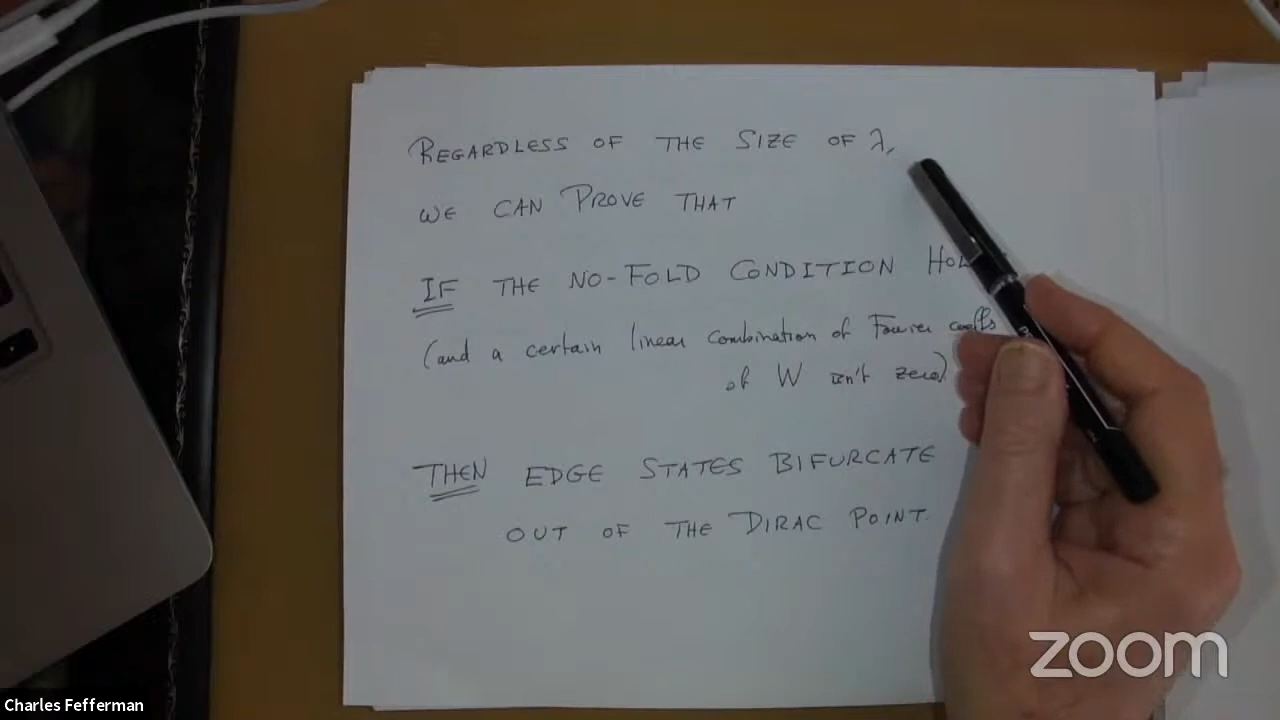 REGARDLESS OF THE SIZE OF λ,
WE CAN PROVE THAT
IF THE NO-FOLD CONDITION
(and a certain linear combination of Fourier coeffs
of W isn't zero)
THEN EDGE STATES BIFURCATE
OUT OF THE DIRAC POINT.
zoom
Charles Fefferman